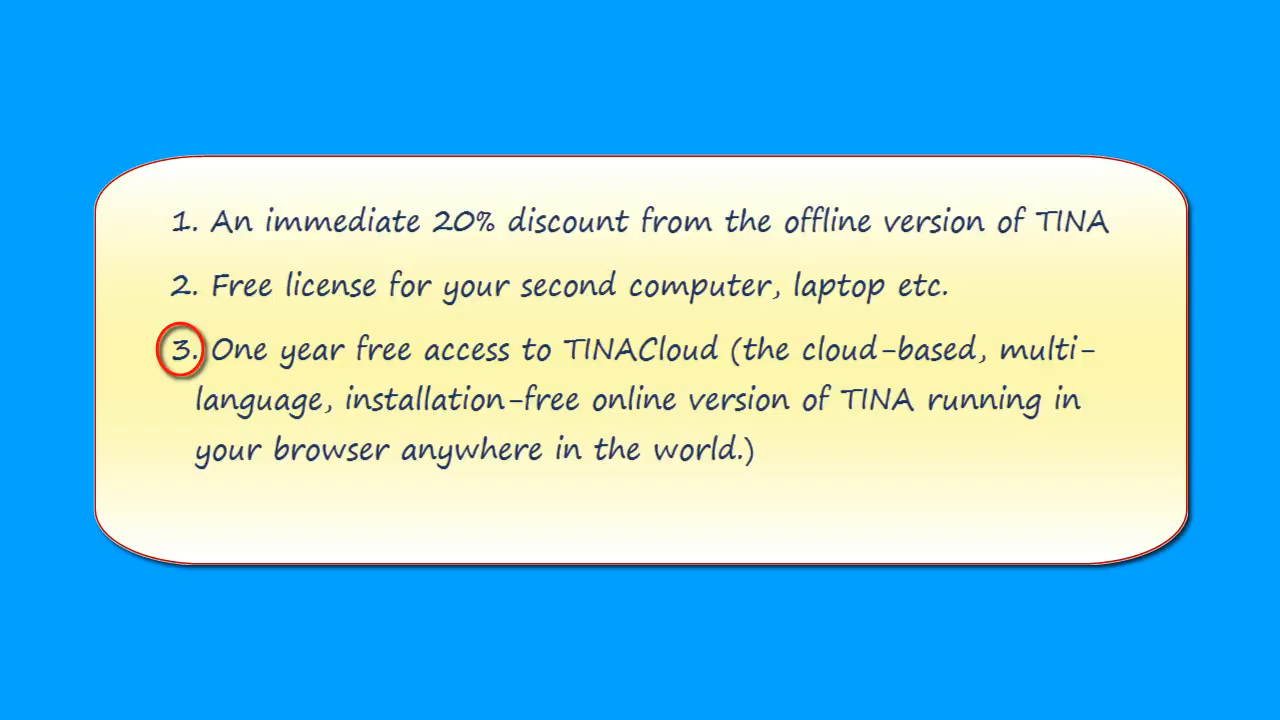 1. An immediate 20% discount from the offline version of TINA
2. Free license for your second computer, laptop etc.
3. One year free access to TINACloud (the cloud-based, multi-
language, installation-free online version of TINA running in
your browser anywhere in the world.)